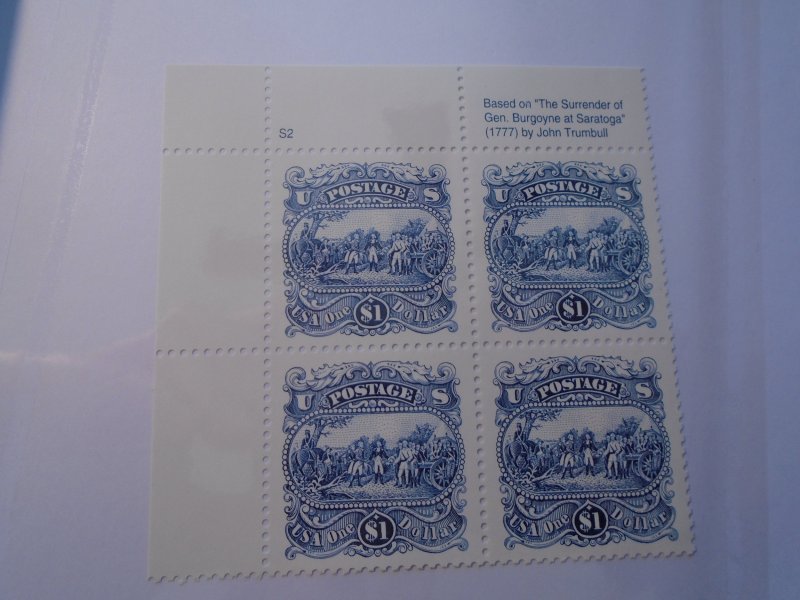 Based on "The Surrender of
Gen. Burgoyne at Saratoga"
(1777) by John Trumbull
S2
U POSTAGE S
USA One $1 Dollar
U POSTAGE S
USA One $1 Dollar
U POSTAGE S
USA One $1 Dollar
U POSTAGE S
USA One $1 Dollar